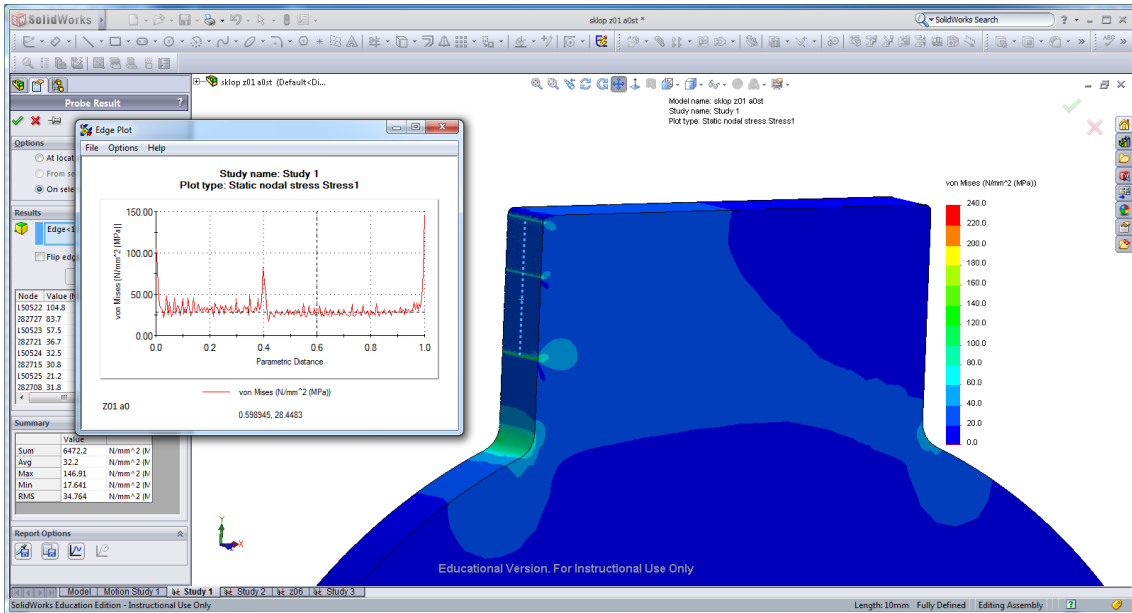 SolidWorks
sklop z01 a0st *
SolidWorks Search
sklop z01 a0st (Default<Di...
Probe Result
?
Options
At locat
From se
On sele
Results
Edge<1
Flip edg
Node Value (N
150522 104.8
282727 83.7
150523 57.5
282721 36.7
150524 32.5
282715 30.8
150525 21.2
282708 31.8
Summary
Value
Sum 6472.2 N/mm^2 (M
Avg 32.2 N/mm^2 (M
Max 146.91 N/mm^2 (M
Min 17.641 N/mm^2 (M
RMS 34.764 N/mm^2 (M
Report Options
Edge Plot
File Options Help
Study name: Study 1
Plot type: Static nodal stress Stress1
von Mises (N/mm^2 (MPa))
150.00
100.00
50.00
0.00
0.0 0.2 0.4 0.6 0.8 1.0
Parametric Distance
von Mises (N/mm^2 (MPa))
Z01 a0
0.598945, 28.4483
Model name: sklop z01 a0st
Study name: Study 1
Plot type: Static nodal stress Stress1
von Mises (N/mm^2 (MPa))
240.0
220.0
200.0
180.0
160.0
140.0
120.0
100.0
80.0
60.0
40.0
20.0
0.0
Y
X
Educational Version. For Instructional Use Only
Model Motion Study 1 Study 1 Study 2 z06 Study 3
SolidWorks Education Edition - Instructional Use Only
Length: 10mm Fully Defined Editing Assembly